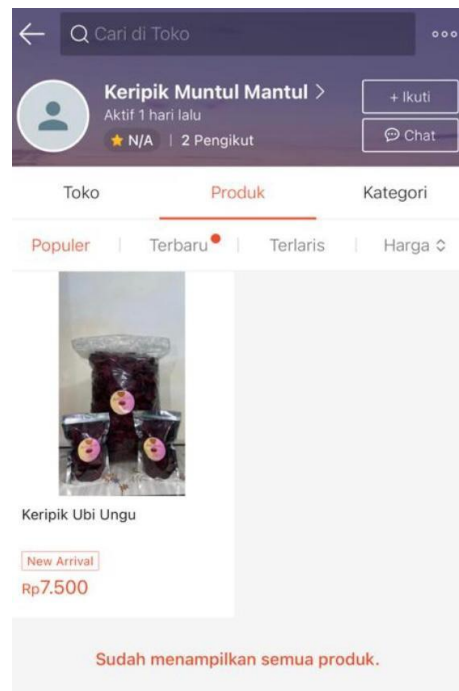 Cari di Toko
Keripik Muntul Mantul >
Aktif 1 hari lalu
N/A | 2 Pengikut
+ Ikuti
Chat
Toko
Produk
Kategori
Populer
Terbaru
Terlaris
Harga
Keripik Ubi Ungu
New Arrival
Rp7.500
Sudah menampilkan semua produk.